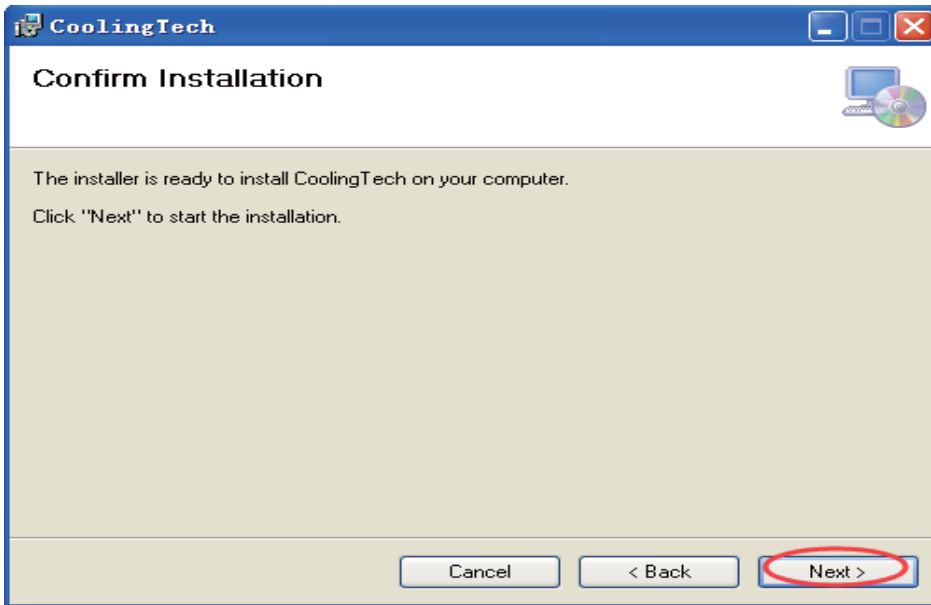 CoolingTech
Confirm Installation
The installer is ready to install CoolingTech on your computer.
Click "Next" to start the installation.
Cancel
< Back
Next >